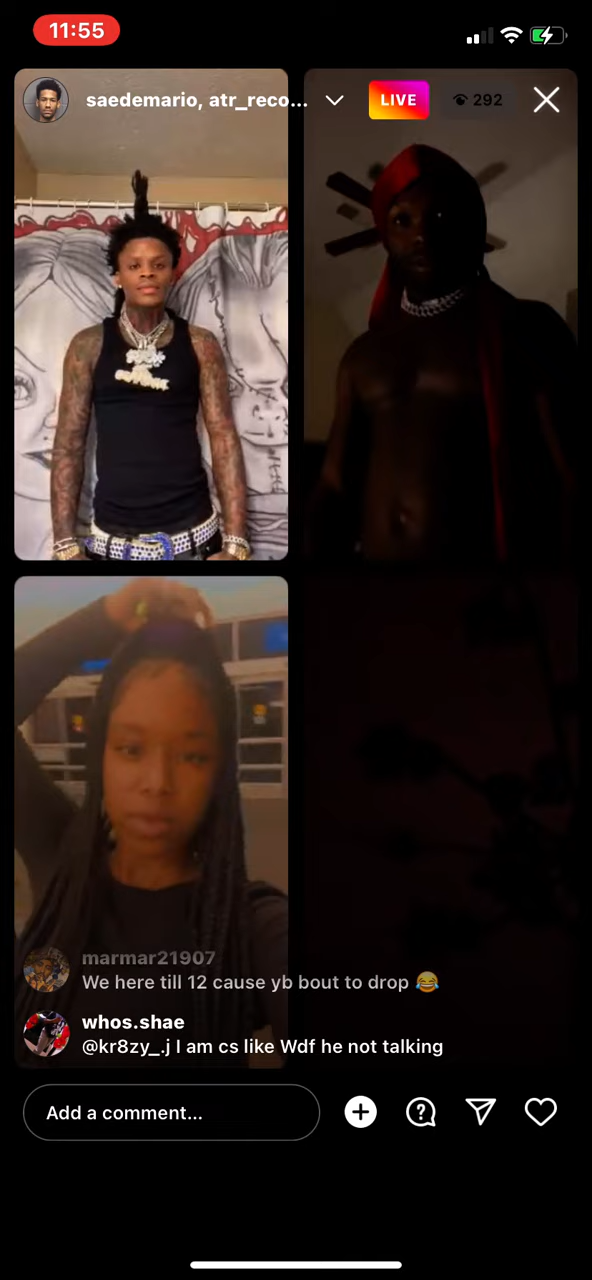 11:55
saedemario, atr_reco...
LIVE
292
marmar21907
We here till 12 cause yb bout to drop 😂
whos.shae
@kr8zy_.j I am cs like Wdf he not talking
Add a comment...